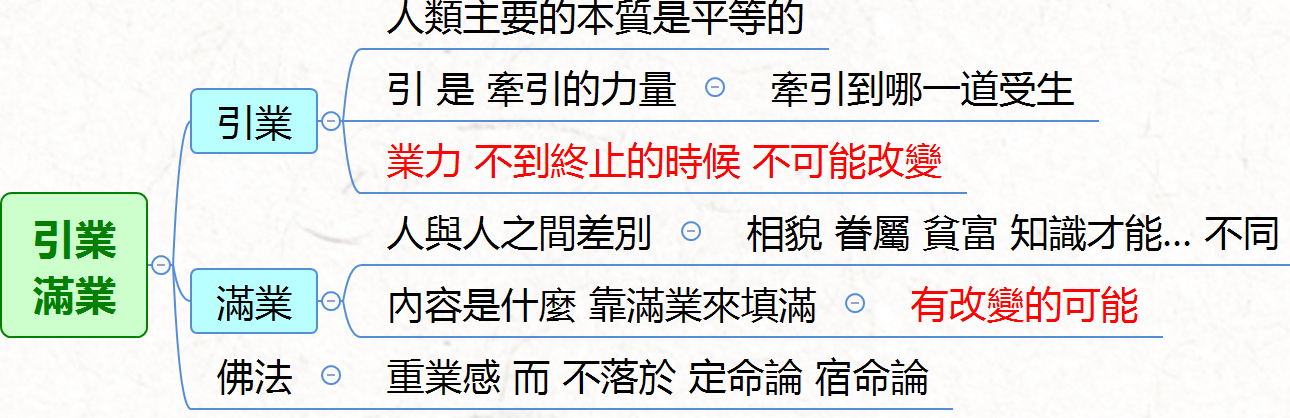 引業
滿業
引業
人類主要的本質是平等的
引 是 牽引的力量
牽引到哪一道受生
業力 不到終止的時候 不可能改變
滿業
人與人之間差別
相貌 眷屬 貧富 知識才能... 不同
內容是什麼 靠滿業來填滿
有改變的可能
佛法
重業感 而 不落於 定命論 宿命論